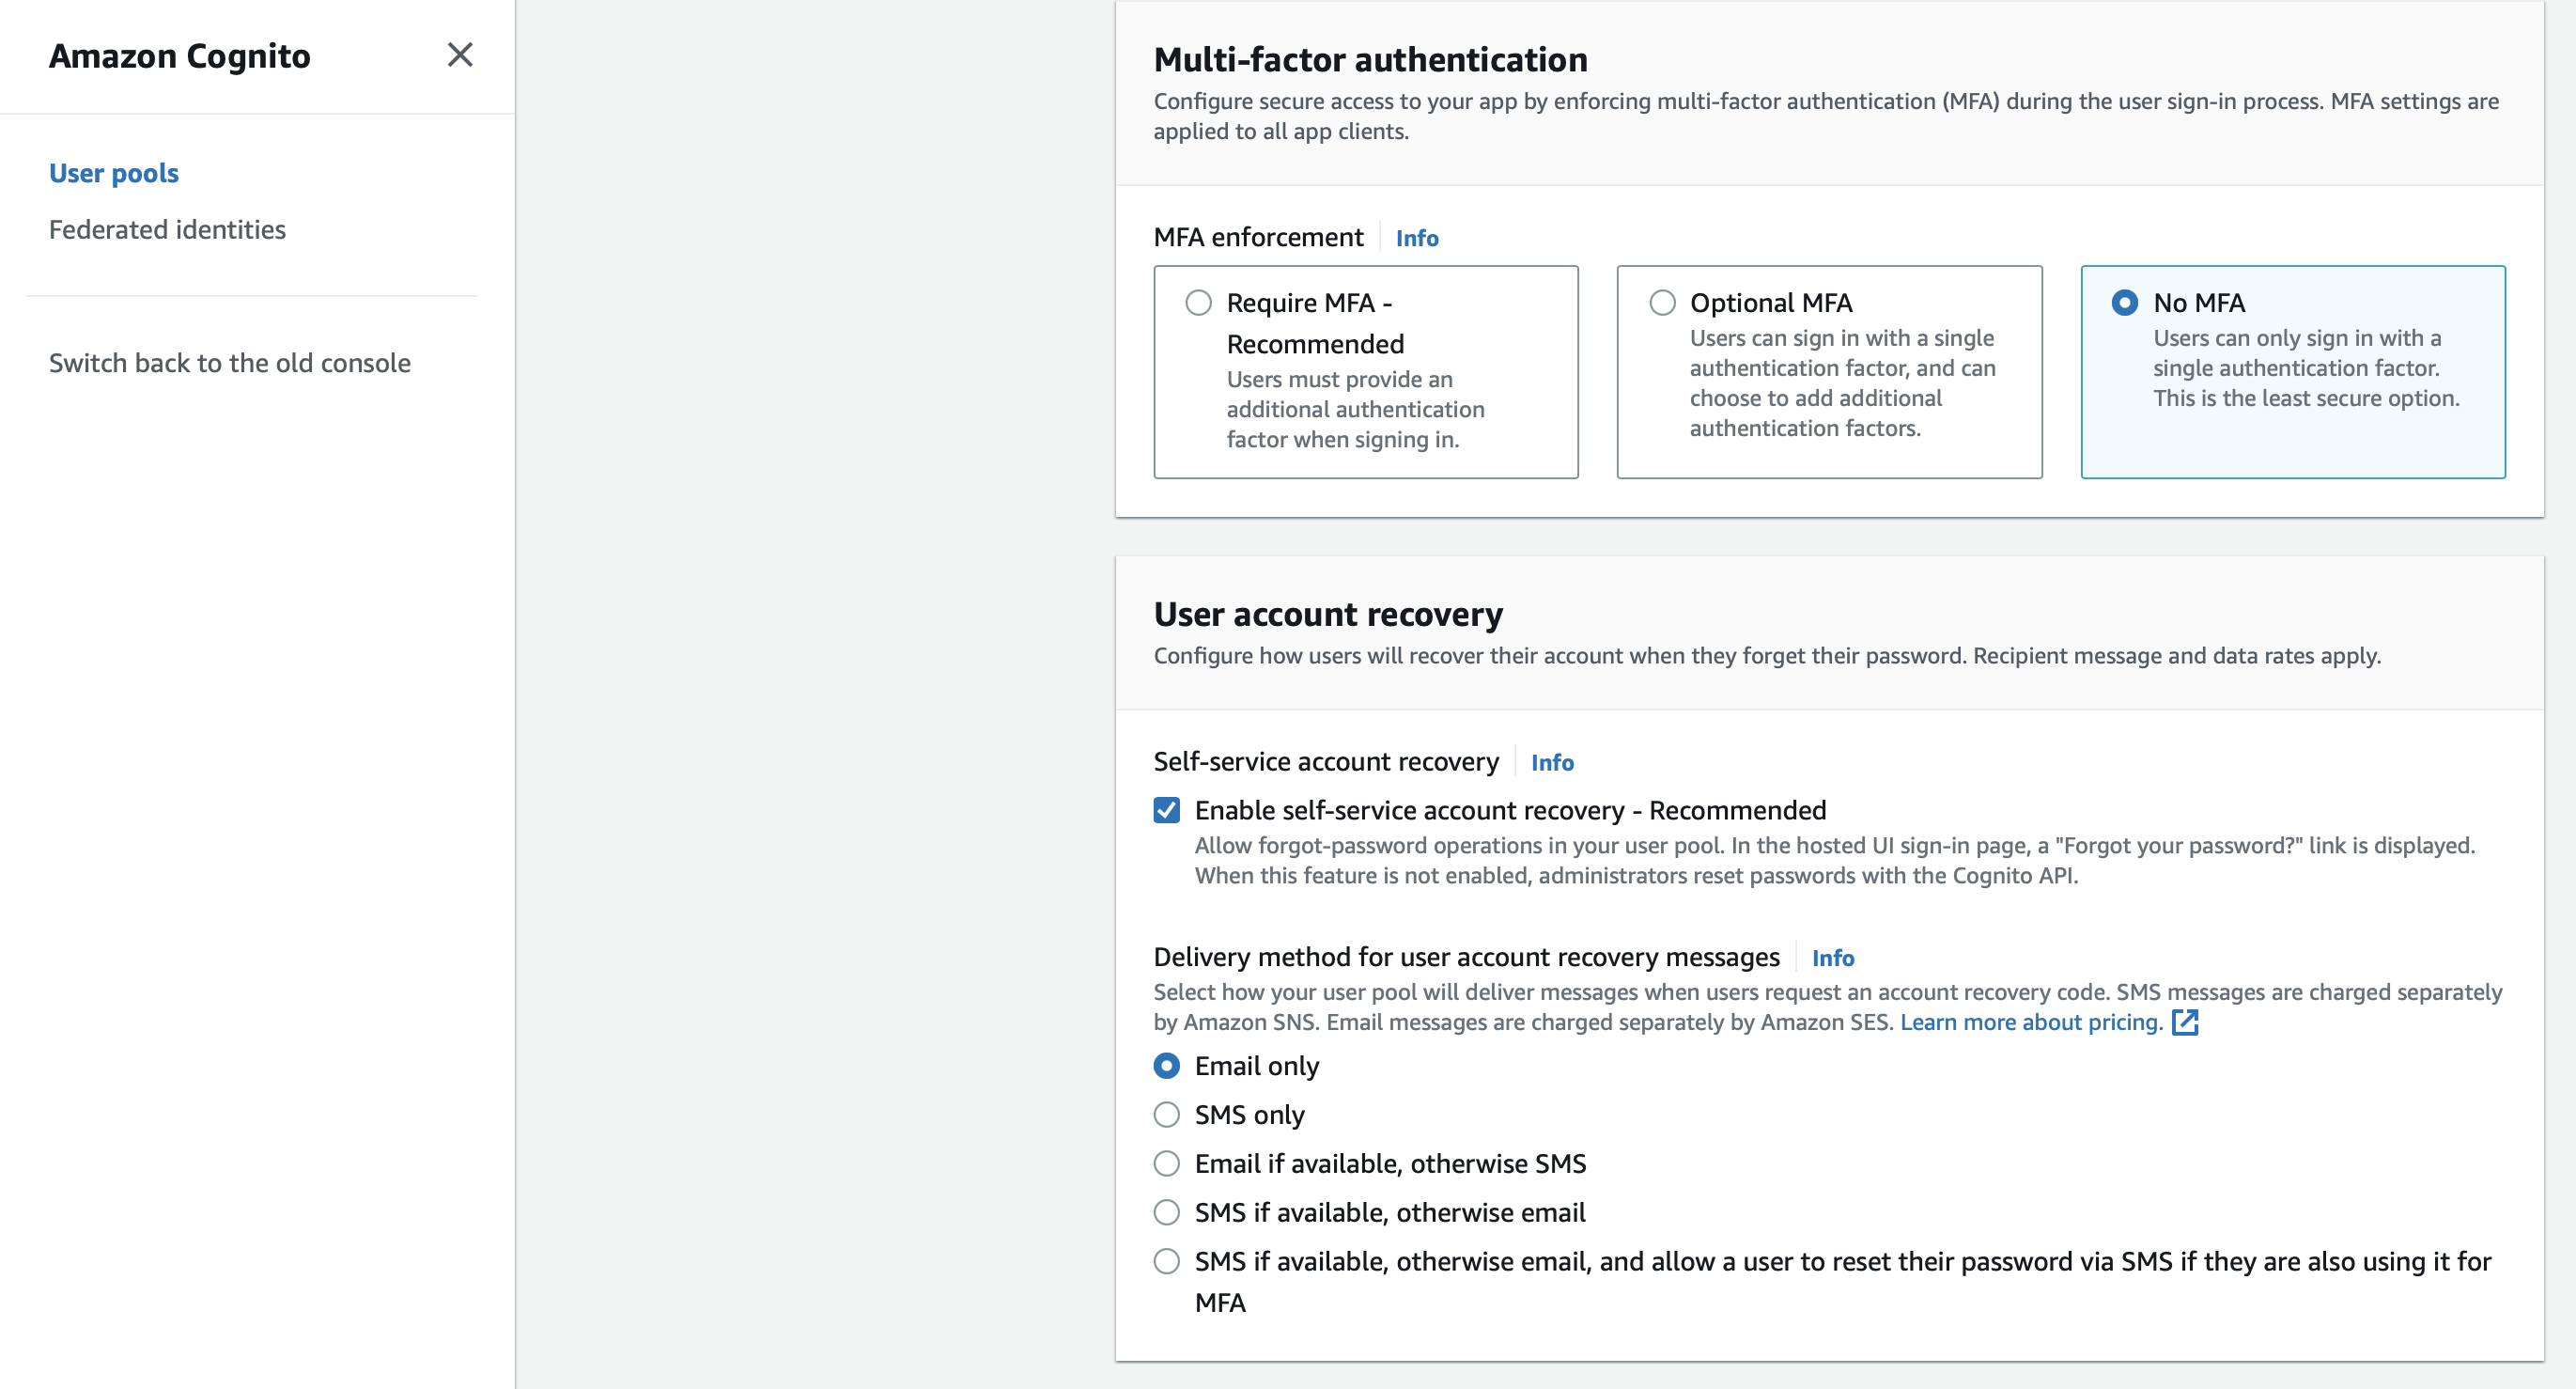 Amazon Cognito
User pools
Federated identities
Switch back to the old console
Multi-factor authentication
Configure secure access to your app by enforcing multi-factor authentication (MFA) during the user sign-in process. MFA settings are
applied to all app clients.
MFA enforcement Info
Require MFA -
Recommended
Users must provide an
additional authentication
factor when signing in.
Optional MFA
Users can sign in with a single
authentication factor, and can
choose to add additional
authentication factors.
No MFA
Users can only sign in with a
single authentication factor.
This is the least secure option.
User account recovery
Configure how users will recover their account when they forget their password. Recipient message and data rates apply.
Self-service account recovery Info
Enable self-service account recovery - Recommended
Allow forgot-password operations in your user pool. In the hosted UI sign-in page, a "Forgot your password?" link is displayed.
When this feature is not enabled, administrators reset passwords with the Cognito API.
Delivery method for user account recovery messages Info
Select how your user pool will deliver messages when users request an account recovery code. SMS messages are charged separately
by Amazon SNS. Email messages are charged separately by Amazon SES. Learn more about pricing.
Email only
SMS only
Email if available, otherwise SMS
SMS if available, otherwise email
SMS if available, otherwise email, and allow a user to reset their password via SMS if they are also using it for
MFA